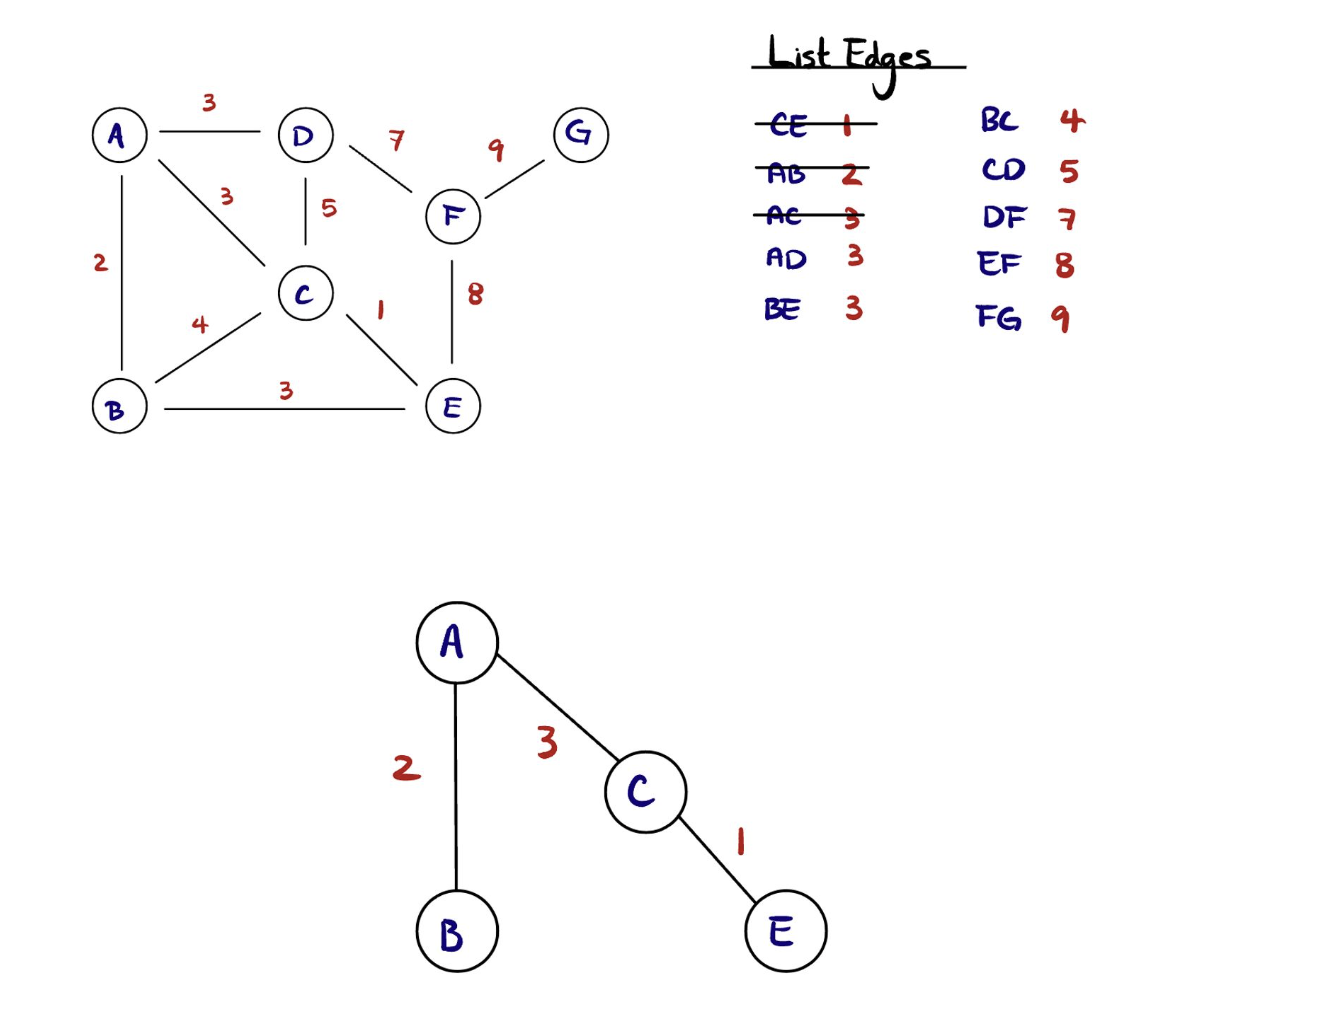 List Edges
CE 1
AB 2
AC 3
AD 3
BE 3
BC 4
CD 5
DF 7
EF 8
FG 9
3
A
D
7
9
G
3
5
F
2
C
1
8
4
3
B
E
A
3
2
C
1
B
E